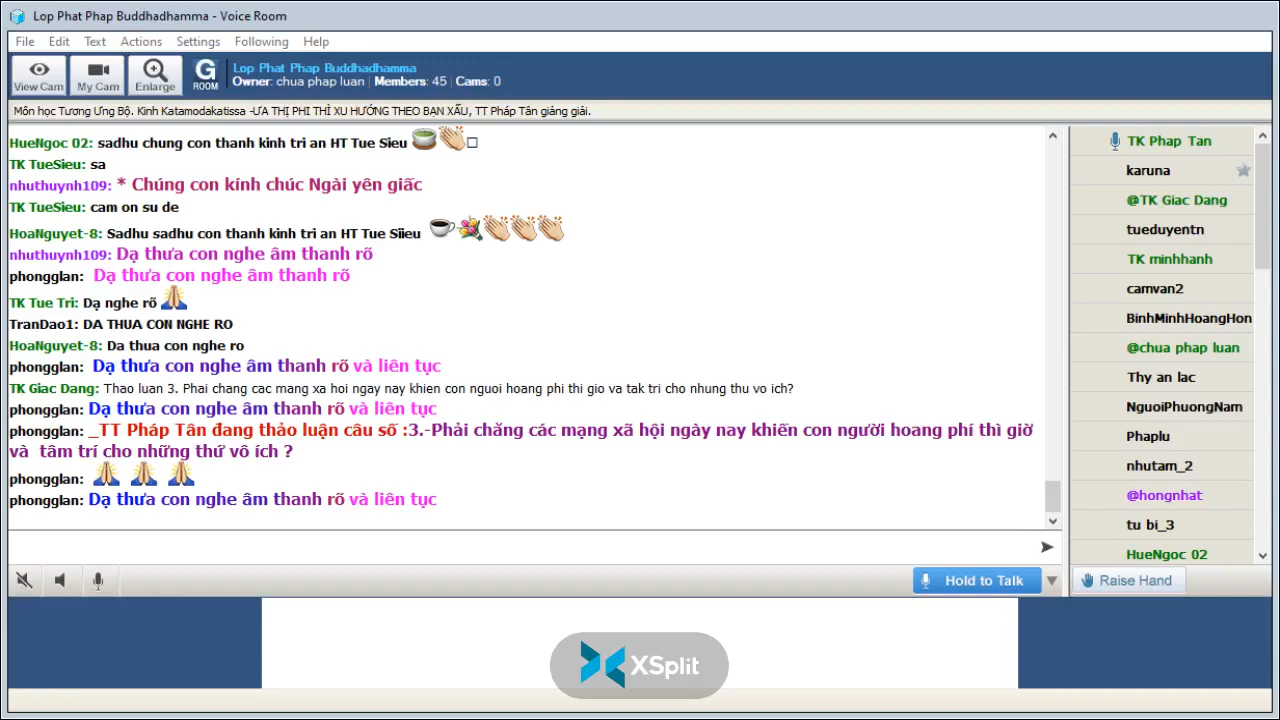 Lop Phat Phap Buddhadhamma - Voice Room
File Edit Text Actions Settings Following Help
View Cam My Cam Enlarge G ROOM
Lop Phat Phap Buddhadhamma
Owner: chua phap luan | Members: 45 | Cams: 0
Môn học Tương Ưng Bộ. Kinh Katamodakatissa -ƯA THỊ PHI THÌ XU HƯỚNG THEO BẠN XẤU, TT Pháp Tân giảng giải.
HueNgoc 02: sadhu chung con thanh kinh tri an HT Tue Sieu
TK TueSieu: sa
nhuthuynh109: * Chúng con kính chúc Ngài yên giấc
TK TueSieu: cam on su de
HoaNguyet-8: Sadhu sadhu con thanh kinh tri an HT Tue Siieu
nhuthuynh109: Dạ thưa con nghe âm thanh rõ
phongglan: Dạ thưa con nghe âm thanh rõ
TK Tue Tri: Dạ nghe rõ
TranDao1: DA THUA CON NGHE RO
HoaNguyet-8: Da thua con nghe ro
phongglan: Dạ thưa con nghe âm thanh rõ và liên tục
TK Giac Dang: Thao luan 3. Phai chang cac mang xa hoi ngay nay khien con nguoi hoang phi thi gio va tak tri cho nhung thu vo ich?
phongglan: Dạ thưa con nghe âm thanh rõ và liên tục
phongglan: _TT Pháp Tân đang thảo luận câu số :3.-Phải chăng các mạng xã hội ngày nay khiến con người hoang phí thì giờ
và tâm trí cho những thứ vô ích ?
phongglan:
phongglan: Dạ thưa con nghe âm thanh rõ và liên tục
Hold to Talk
TK Phap Tan
karuna
@TK Giac Dang
tueduyentn
TK minhhanh
camvan2
BinhMinhHoangHon
@chua phap luan
Thy an lac
NguoiPhuongNam
Phaplu
nhutam_2
@hongnhat
tu bi_3
HueNgoc 02
Raise Hand
XSplit